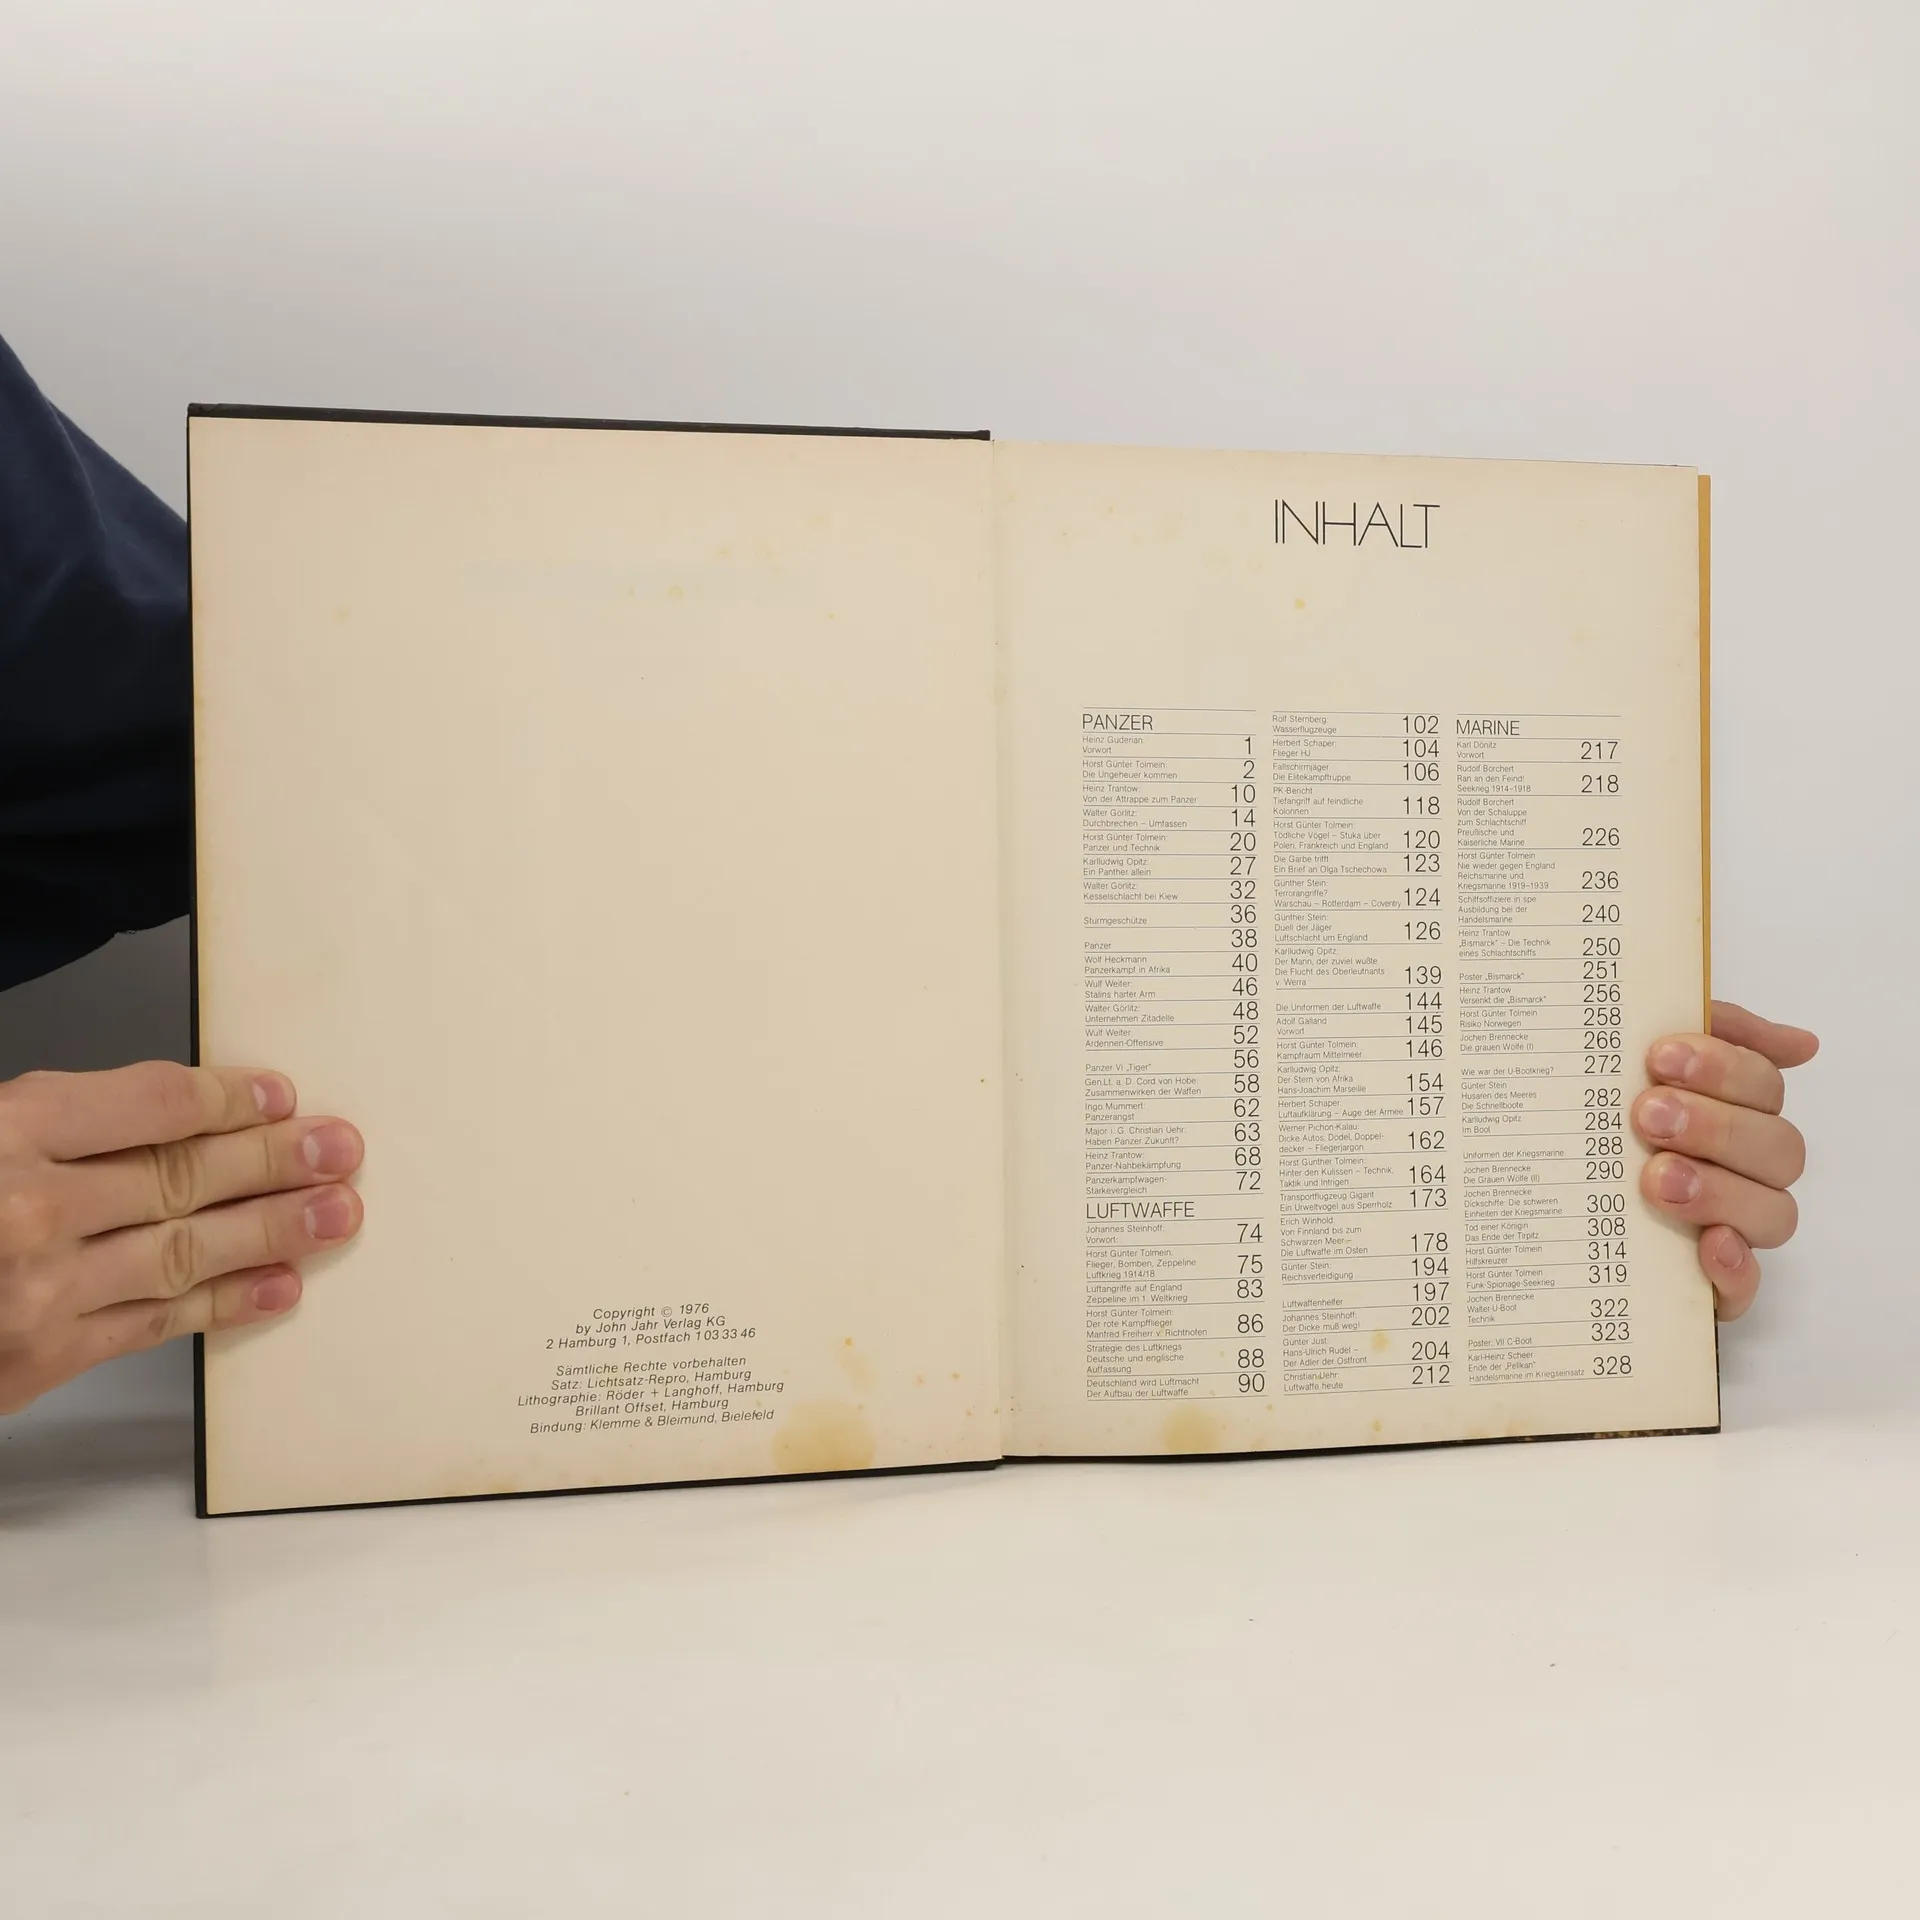 Copyright © 1976
by John Jahr Verlag KG
2 Hamburg 1, Postfach 1 03 33 46
Sämtliche Rechte vorbehalten
Satz: Lichtsatz-Repro, Hamburg
Lithographie: Röder + Langhoff, Hamburg
Brillant Offset, Hamburg
Bindung: Klemme & Bleimund, Bielefeld
INHALT
PANZER
Heinz Guderian:
Vorwort 1
Horst Günter Tolmein:
Die Ungeheuer kommen 2
Heinz Trantow:
Von der Attrappe zum Panzer 10
Walter Görlitz:
Durchbrechen – Umfassen 14
Horst Günter Tolmein:
Panzer und Technik 20
Karlludwig Opitz:
Ein Panther allein 27
Walter Görlitz:
Kesselschlacht bei Kiew 32
Sturmgeschütze 36
Panzer 38
Wolf Heckmann
Panzerkampf in Afrika 40
Wulf Weiter:
Stalins harter Arm 46
Walter Görlitz:
Unternehmen Zitadelle 48
Wulf Weiter:
Ardennen-Offensive 52
Panzer VI „Tiger" 56
Gen.Lt. a. D. Cord von Hobe:
Zusammenwirken der Waffen 58
Ingo Mummert:
Panzerangst 62
Major i. G. Christian Uehr:
Haben Panzer Zukunft? 63
Heinz Trantow:
Panzer-Nahbekämpfung 68
Panzerkampfwagen-
Stärkevergleich 72
LUFTWAFFE
Johannes Steinhoff:
Vorwort: 74
Horst Günter Tolmein:
Flieger, Bomben, Zeppeline
Luftkrieg 1914/18 75
Luftangriffe auf England
Zeppeline im 1. Weltkrieg 83
Horst Günter Tolmein:
Der rote Kampfflieger
Manfred Freiherr v. Richthofen 86
Strategie des Luftkriegs
Deutsche und englische
Auffassung 88
Deutschland wird Luftmacht
Der Aufbau der Luftwaffe 90
Rolf Sternberg:
Wasserflugzeuge 102
Herbert Schaper:
Flieger HJ 104
Fallschirmjäger
Die Elitekampftruppe 106
PK-Bericht
Tiefangriff auf feindliche
Kolonnen 118
Horst Günter Tolmein:
Tödliche Vögel – Stuka über
Polen, Frankreich und England 120
Die Garbe trifft
Ein Brief an Olga Tschechowa 123
Günther Stein:
Terrorangriffe?
Warschau – Rotterdam – Coventry 124
Günther Stein:
Duell der Jäger
Luftschlacht um England 126
Karlludwig Opitz:
Der Mann, der zuviel wußte
Die Flucht des Oberleutnants
v. Werra 139
Die Uniformen der Luftwaffe 144
Adolf Galland
Vorwort 145
Horst Günter Tolmein:
Kampfraum Mittelmeer 146
Karlludwig Opitz:
Der Stern von Afrika
Hans-Joachim Marseille 154
Herbert Schaper:
Luftaufklärung – Auge der Armee 157
Werner Pichon-Kalau:
Dicke Autos, Dödel, Doppel-
decker – Fliegerjargon 162
Horst Günther Tolmein:
Hinter den Kulissen – Technik,
Taktik und Intrigen 164
Transportflugzeug Gigant
Ein Urweltvogel aus Sperrholz 173
Erich Winhold:
Von Finnland bis zum
Schwarzen Meer –
Die Luftwaffe im Osten 178
Günter Stein:
Reichsverteidigung 194
Luftwaffenhelfer 197
Johannes Steinhoff:
Der Dicke muß weg! 202
Günter Just:
Hans-Ulrich Rudel –
Der Adler der Ostfront 204
Christian Uehr:
Luftwaffe heute 212
MARINE
Karl Dönitz
Vorwort 217
Rudolf Borchert
Ran an den Feind!
Seekrieg 1914–1918 218
Rudolf Borchert
Von der Schaluppe
zum Schlachtschiff
Preußische und
Kaiserliche Marine 226
Horst Günter Tolmein
Nie wieder gegen England
Reichsmarine und
Kriegsmarine 1919–1939 236
Schiffsoffiziere in spe
Ausbildung bei der
Handelsmarine 240
Heinz Trantow
„Bismarck" – Die Technik
eines Schlachtschiffs 250
Poster „Bismarck" 251
Heinz Trantow
Versenkt die „Bismarck" 256
Horst Günter Tolmein
Risiko Norwegen 258
Jochen Brennecke
Die grauen Wölfe (I) 266
Wie war der U-Bootkrieg? 272
Günter Stein
Husaren des Meeres
Die Schnellboote 282
Karlludwig Opitz
Im Boot 284
Uniformen der Kriegsmarine 288
Jochen Brennecke
Die Grauen Wölfe (II) 290
Jochen Brennecke
Dickschiffe: Die schweren
Einheiten der Kriegsmarine 300
Tod einer Königin
Das Ende der Tirpitz 308
Horst Günter Tolmein
Hilfskreuzer 314
Horst Günter Tolmein
Funk-Spionage-Seekrieg 319
Jochen Brennecke
Walter-U-Boot
Technik 322
Poster: VII C-Boot 323
Karl-Heinz Scheer
Ende der „Pelikan"
Handelsmarine im Kriegseinsatz 328